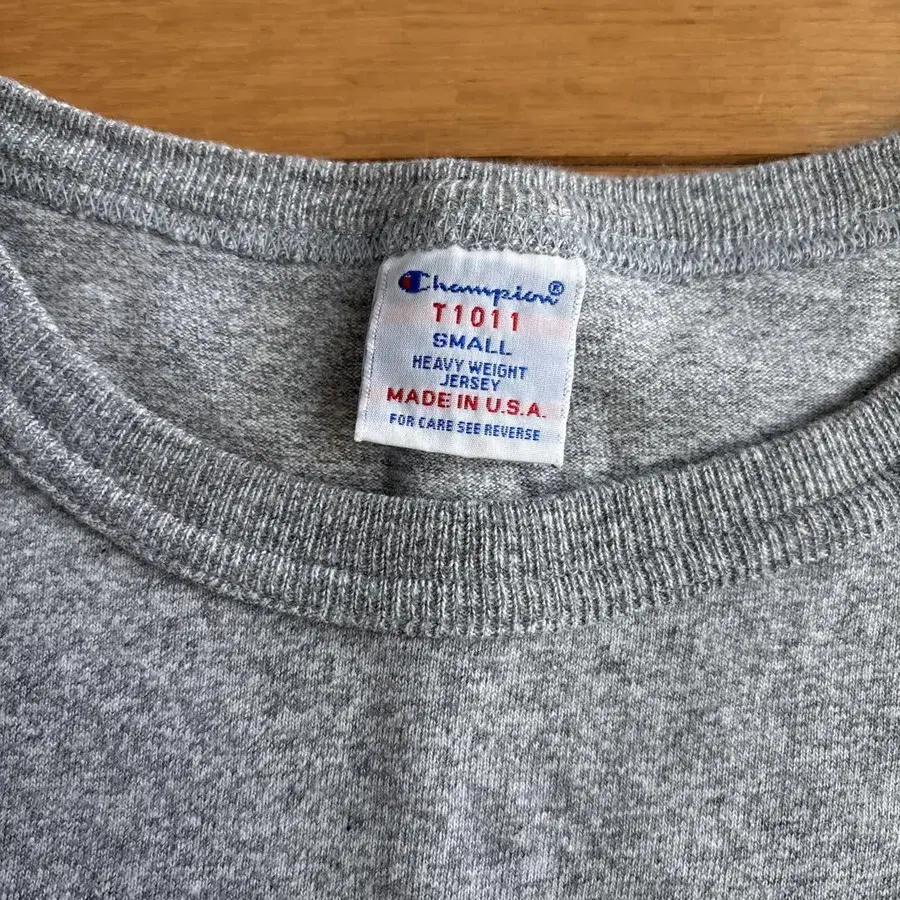 Champion®
T1011
SMALL
HEAVY WEIGHT
JERSEY
MADE IN U.S.A.
FOR CARE SEE REVERSE